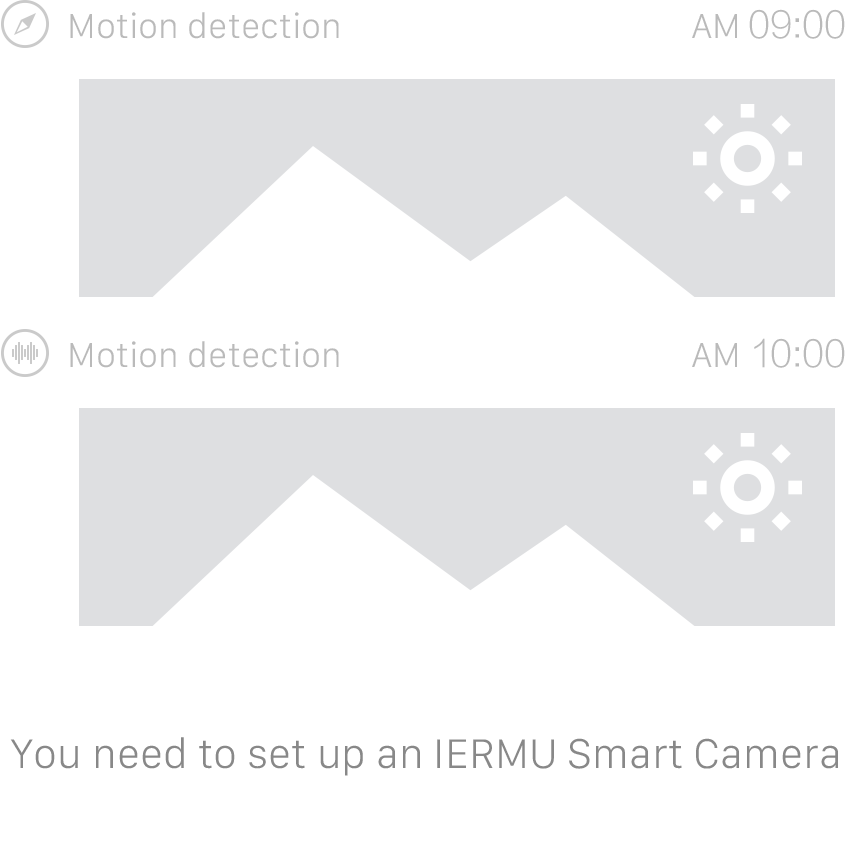 Motion detection AM 09:00
Motion detection AM 10:00
You need to set up an IERMU Smart Camera